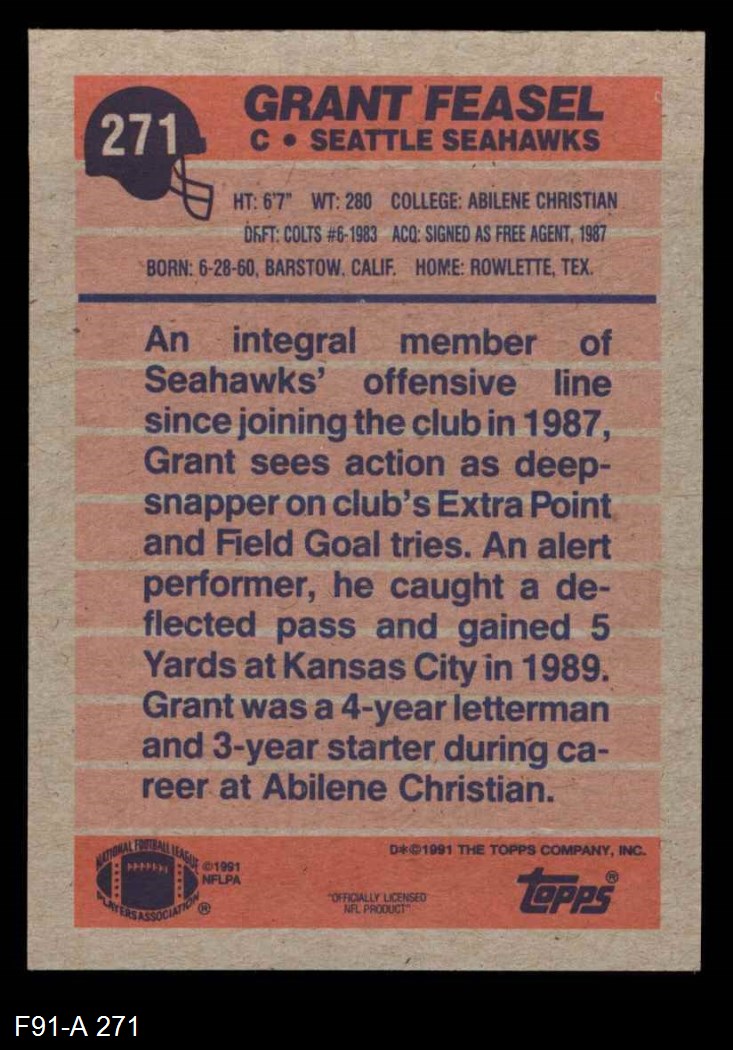 271
GRANT FEASEL
C • SEATTLE SEAHAWKS
HT: 6'7" WT: 280 COLLEGE: ABILENE CHRISTIAN
DRFT: COLTS #6-1983 ACQ: SIGNED AS FREE AGENT, 1987
BORN: 6-28-60, BARSTOW, CALIF. HOME: ROWLETTE, TEX.
An integral member of
Seahawks' offensive line
since joining the club in 1987,
Grant sees action as deep-
snapper on club's Extra Point
and Field Goal tries. An alert
performer, he caught a de-
flected pass and gained 5
Yards at Kansas City in 1989.
Grant was a 4-year letterman
and 3-year starter during ca-
reer at Abilene Christian.
NATIONAL FOOTBALL LEAGUE
PLAYERS ASSOCIATION ®
©1991
NFLPA
"OFFICIALLY LICENSED
NFL PRODUCT"
D*©1991 THE TOPPS COMPANY, INC.
topps®
F91-A 271